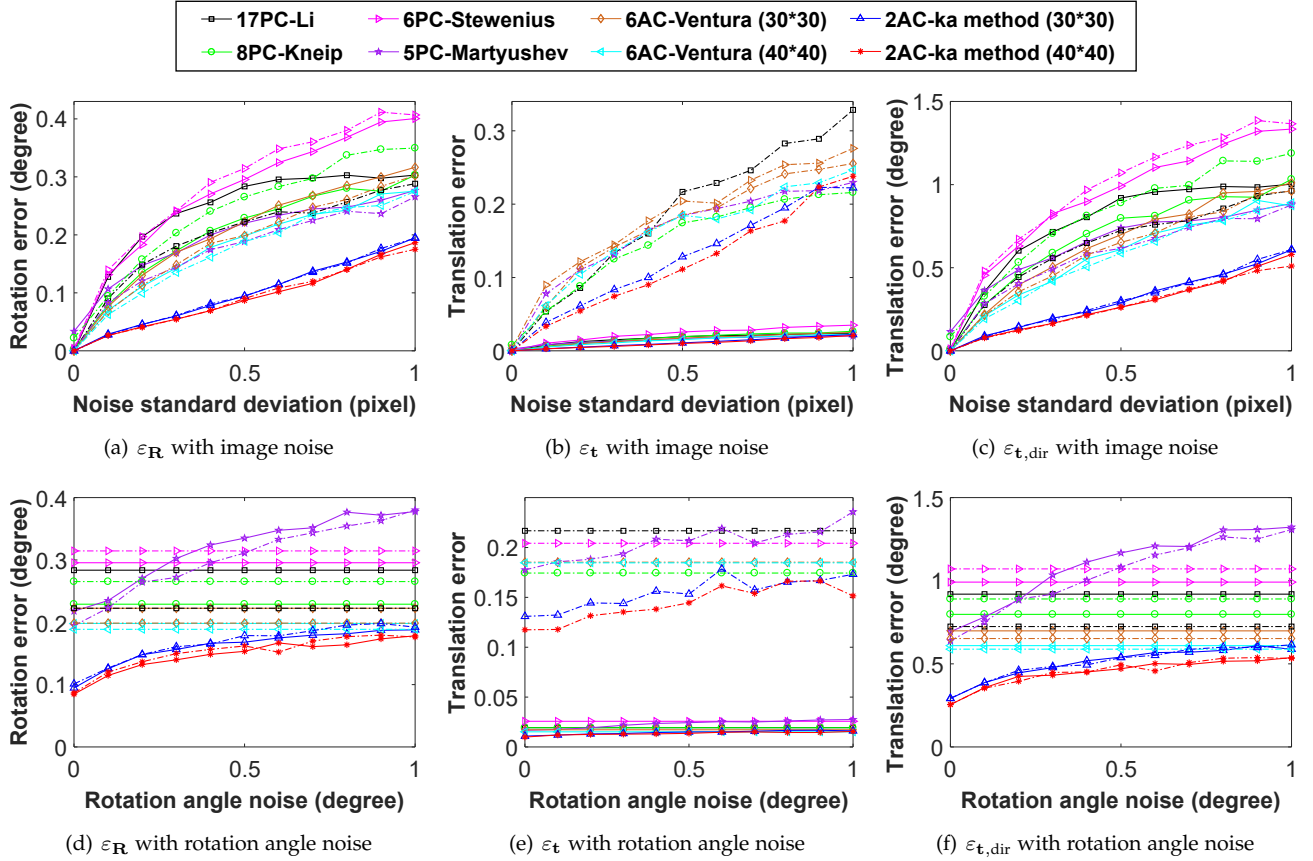 17PC-Li 6PC-Stewenius 6AC-Ventura (30*30) 2AC-ka method (30*30)
8PC-Kneip 5PC-Martyushev 6AC-Ventura (40*40) 2AC-ka method (40*40)
Rotation error (degree)
0.4
0.3
0.2
0.1
0
0 0.5 1
Noise standard deviation (pixel)
(a) εR with image noise
Translation error
0.3
0.2
0.1
0
0 0.5 1
Noise standard deviation (pixel)
(b) εt with image noise
Translation error (degree)
1.5
1
0.5
0
0 0.5 1
Noise standard deviation (pixel)
(c) εt,dir with image noise
Rotation error (degree)
0.4
0.3
0.2
0.1
0
0 0.5 1
Rotation angle noise (degree)
(d) εR with rotation angle noise
Translation error
0.2
0.15
0.1
0.05
0
0 0.5 1
Rotation angle noise (degree)
(e) εt with rotation angle noise
Translation error (degree)
1.5
1
0.5
0
0 0.5 1
Rotation angle noise (degree)
(f) εt,dir with rotation angle noise